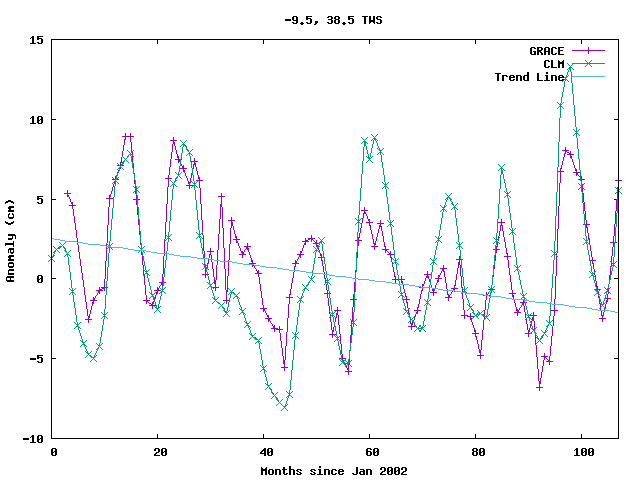 -9.5, 38.5 TWS
GRACE
CLM
Trend Line
15
10
5
0
-5
-10
Anomaly (cm)
0 20 40 60 80 100
Months since Jan 2002